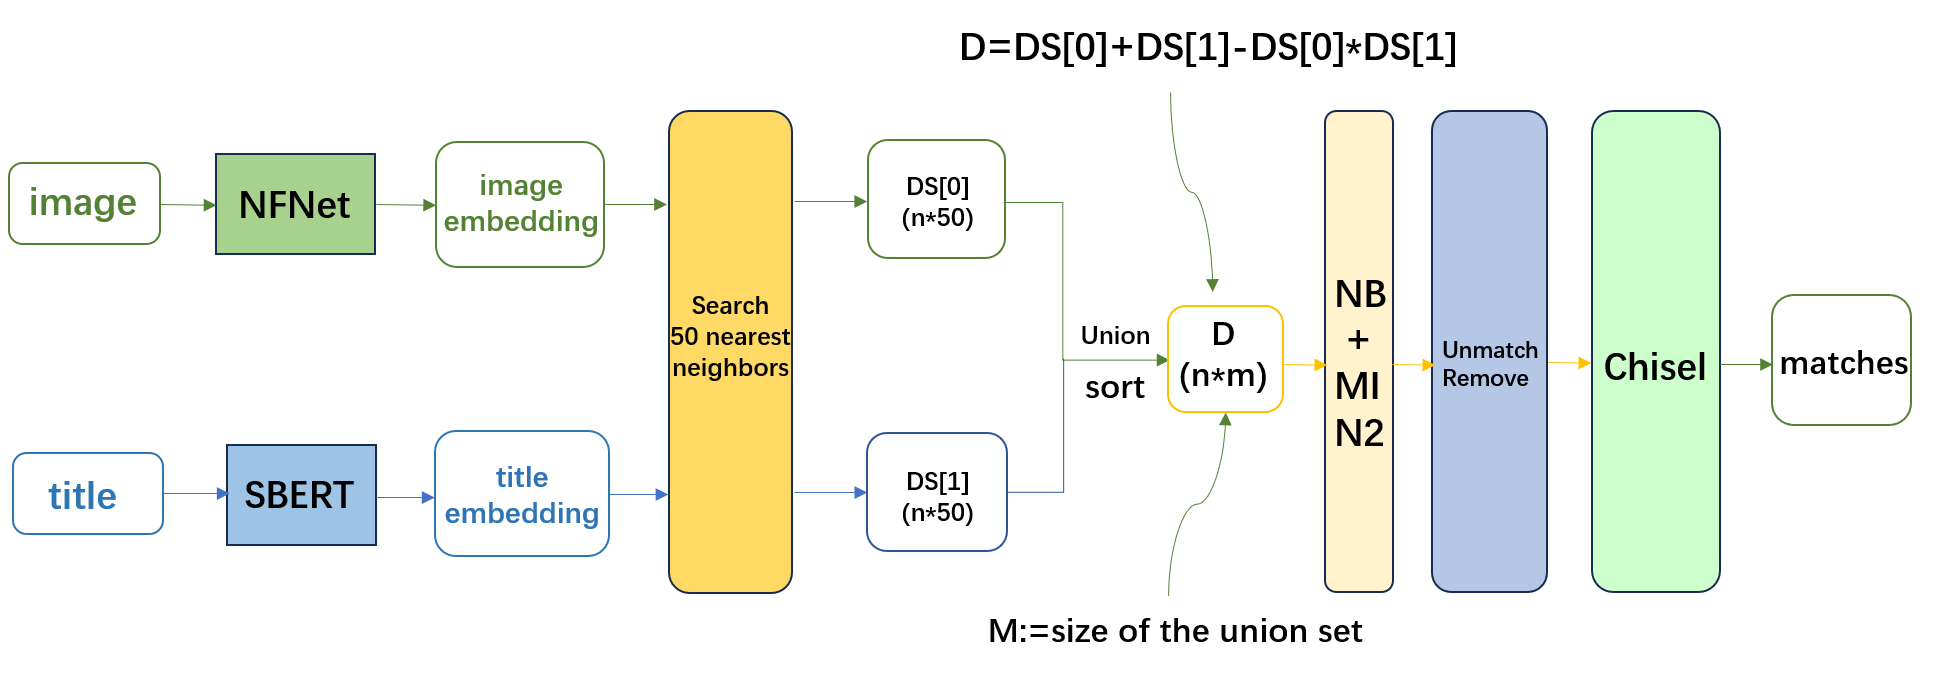 D=DS[0]+DS[1]-DS[0]*DS[1]
image
NFNet
image
embedding
Search
50 nearest
neighbors
DS[0]
(n*50)
title
SBERT
title
embedding
DS[1]
(n*50)
Union
sort
D
(n*m)
M:=size of the union set
NB
+
MI
N2
Unmatch
Remove
Chisel
matches